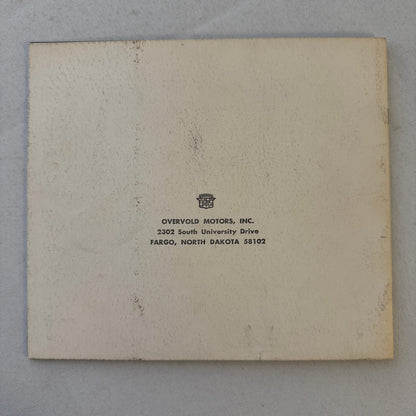 OVERVOLD MOTORS, INC.
2302 South University Drive
FARGO, NORTH DAKOTA 58102